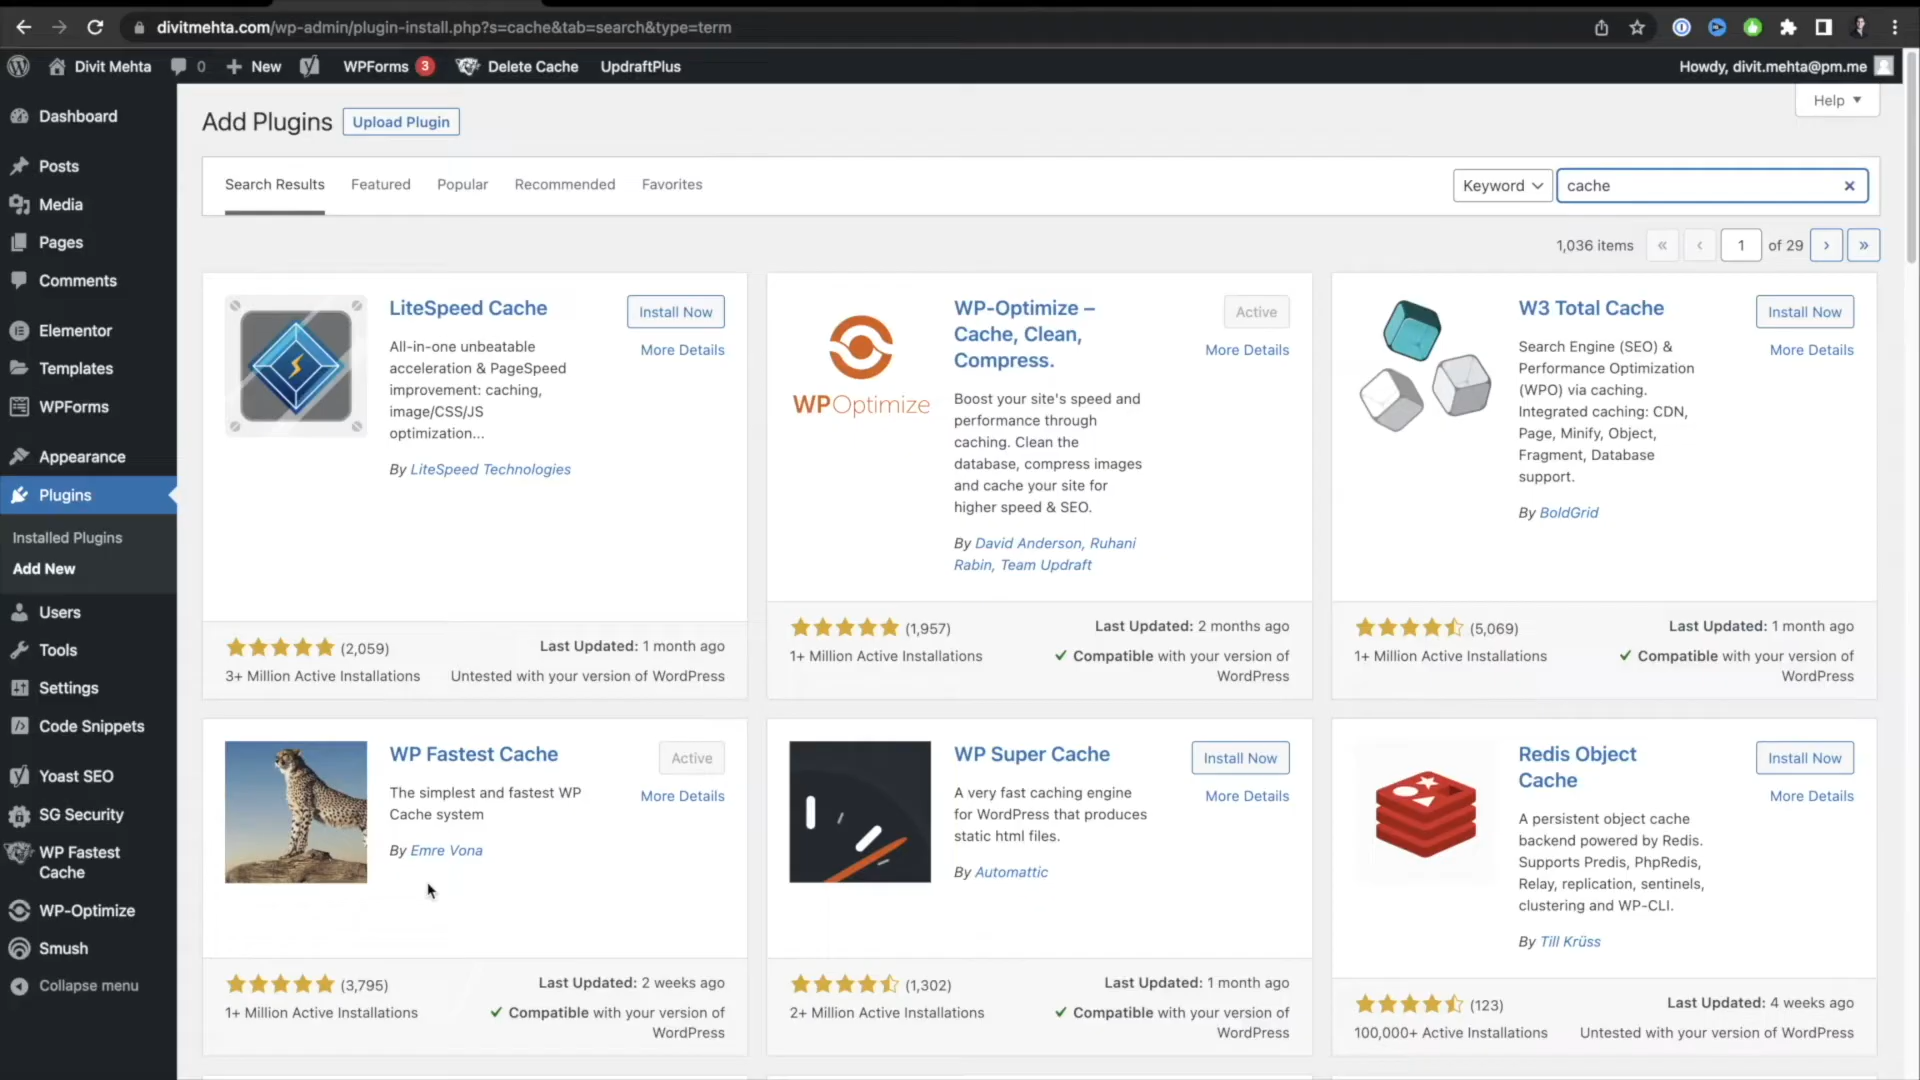 divitmehta.com/wp-admin/plugin-install.php?s=cache&tab=search&type=term
Divit Mehta
0
New
WPForms 3
Delete Cache
UpdraftPlus
Howdy, divit.mehta@pm.me
Dashboard
Posts
Media
Pages
Comments
Elementor
Templates
WPForms
Appearance
Plugins
Installed Plugins
Add New
Users
Tools
Settings
Code Snippets
Yoast SEO
SG Security
WP Fastest
Cache
WP-Optimize
Smush
Collapse menu
Help
Add Plugins
Upload Plugin
Search Results
Featured
Popular
Recommended
Favorites
Keyword
cache
1,036 items « ‹ 1 of 29 › »
LiteSpeed Cache
Install Now
More Details
All-in-one unbeatable
acceleration & PageSpeed
improvement: caching,
image/CSS/JS
optimization...
By LiteSpeed Technologies
(2,059)
3+ Million Active Installations
Last Updated: 1 month ago
Untested with your version of WordPress
WPOptimize
WP-Optimize –
Cache, Clean,
Compress.
Active
More Details
Boost your site's speed and
performance through
caching. Clean the
database, compress images
and cache your site for
higher speed & SEO.
By David Anderson, Ruhani
Rabin, Team Updraft
(1,957)
1+ Million Active Installations
Last Updated: 2 months ago
Compatible with your version of
WordPress
W3 Total Cache
Install Now
More Details
Search Engine (SEO) &
Performance Optimization
(WPO) via caching.
Integrated caching: CDN,
Page, Minify, Object,
Fragment, Database
support.
By BoldGrid
(5,069)
1+ Million Active Installations
Last Updated: 1 month ago
Compatible with your version of
WordPress
WP Fastest Cache
Active
More Details
The simplest and fastest WP
Cache system
By Emre Vona
(3,795)
1+ Million Active Installations
Last Updated: 2 weeks ago
Compatible with your version of
WordPress
WP Super Cache
Install Now
More Details
A very fast caching engine
for WordPress that produces
static html files.
By Automattic
(1,302)
2+ Million Active Installations
Last Updated: 1 month ago
Compatible with your version of
WordPress
Redis Object
Cache
Install Now
More Details
A persistent object cache
backend powered by Redis.
Supports Predis, PhpRedis,
Relay, replication, sentinels,
clustering and WP-CLI.
By Till Krüss
(123)
100,000+ Active Installations
Last Updated: 4 weeks ago
Untested with your version of WordPress